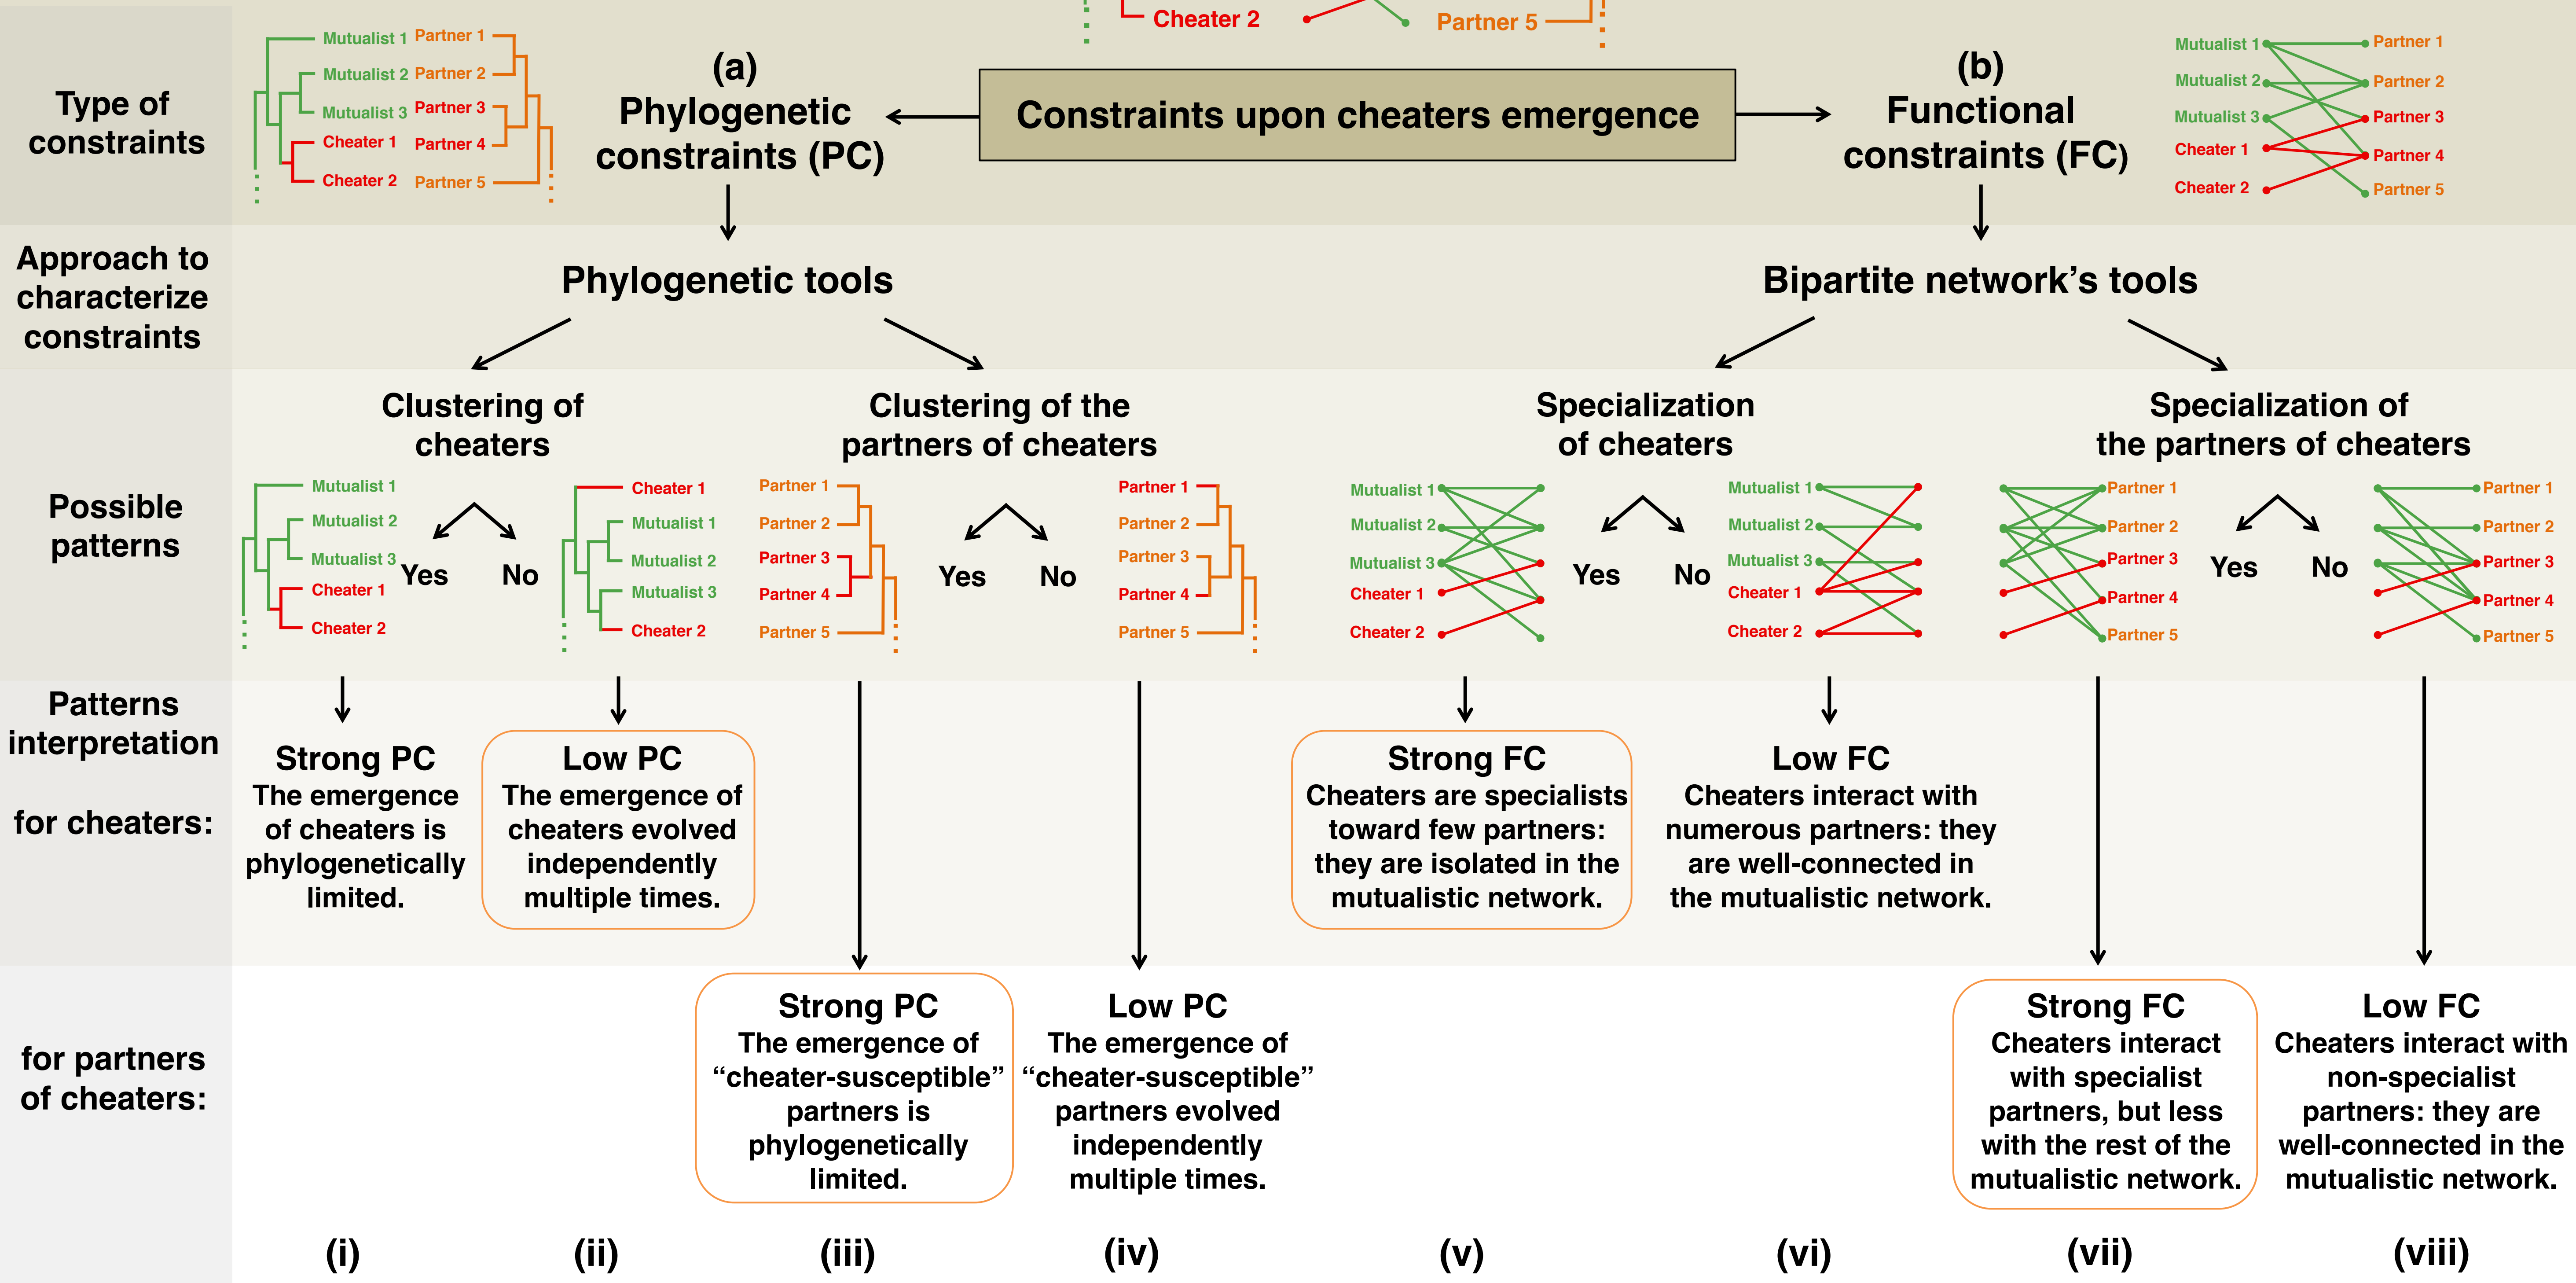 Cheater 2
Partner 5
Type of
constraints
Mutualist 1
Partner 1
Mutualist 2
Partner 2
Mutualist 3
Partner 3
Cheater 1
Partner 4
Cheater 2
Partner 5
(a)
Phylogenetic
constraints (PC)
Constraints upon cheaters emergence
(b)
Functional
constraints (FC)
Mutualist 1
Partner 1
Mutualist 2
Partner 2
Mutualist 3
Partner 3
Cheater 1
Partner 4
Cheater 2
Partner 5
Approach to
characterize
constraints
Phylogenetic tools
Bipartite network’s tools
Possible
patterns
Clustering of
cheaters
Mutualist 1
Mutualist 2
Mutualist 3
Cheater 1
Cheater 2
Yes
No
Cheater 1
Mutualist 1
Mutualist 2
Mutualist 3
Cheater 2
Clustering of the
partners of cheaters
Partner 1
Partner 2
Partner 3
Partner 4
Partner 5
Yes
No
Partner 1
Partner 2
Partner 3
Partner 4
Partner 5
Specialization
of cheaters
Mutualist 1
Mutualist 2
Mutualist 3
Cheater 1
Cheater 2
Yes
No
Mutualist 1
Mutualist 2
Mutualist 3
Cheater 1
Cheater 2
Specialization of
the partners of cheaters
Partner 1
Partner 2
Partner 3
Partner 4
Partner 5
Yes
No
Partner 1
Partner 2
Partner 3
Partner 4
Partner 5
Patterns
interpretation
for cheaters:
Strong PC
The emergence
of cheaters is
phylogenetically
limited.
Low PC
The emergence of
cheaters evolved
independently
multiple times.
Strong FC
Cheaters are specialists
toward few partners:
they are isolated in the
mutualistic network.
Low FC
Cheaters interact with
numerous partners: they
are well-connected in
the mutualistic network.
for partners
of cheaters:
Strong PC
The emergence of
“cheater-susceptible”
partners is
phylogenetically
limited.
Low PC
The emergence of
“cheater-susceptible”
partners evolved
independently
multiple times.
Strong FC
Cheaters interact
with specialist
partners, but less
with the rest of the
mutualistic network.
Low FC
Cheaters interact with
non-specialist
partners: they are
well-connected in the
mutualistic network.
(i)
(ii)
(iii)
(iv)
(v)
(vi)
(vii)
(viii)